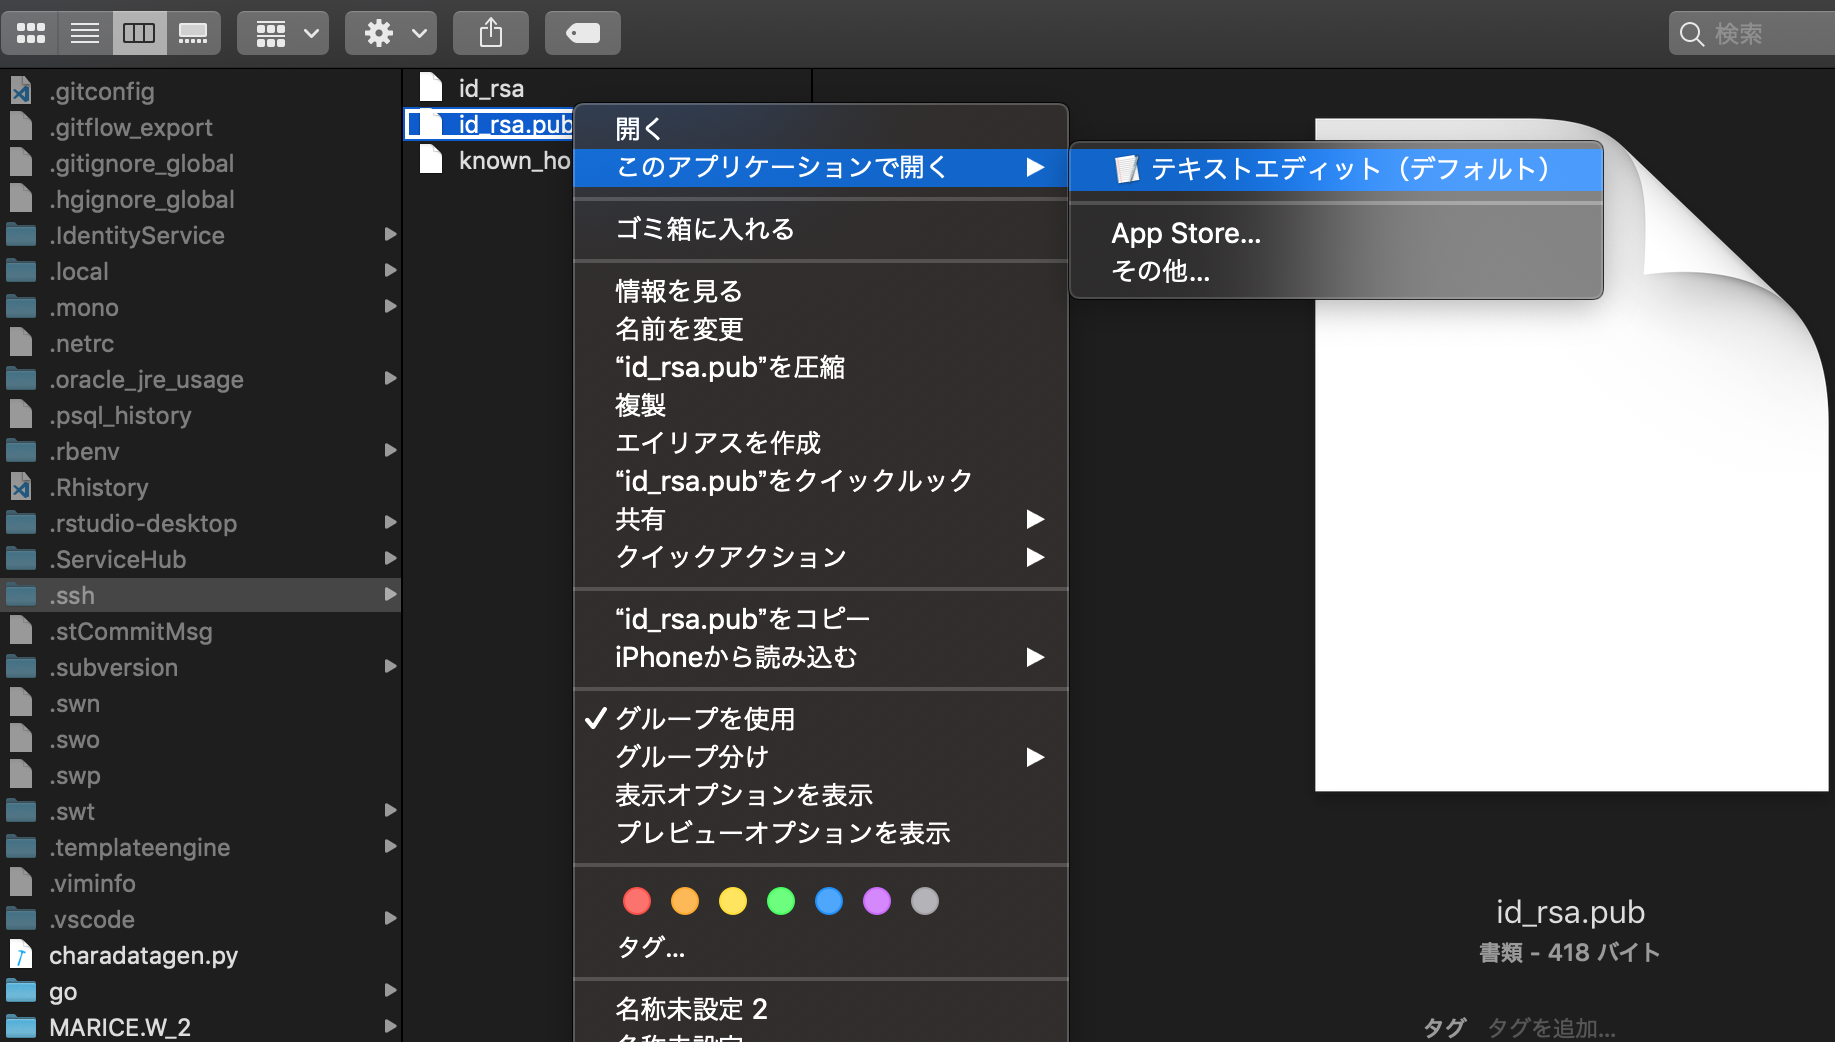 検索
.gitconfig
.gitflow_export
.gitignore_global
.hgignore_global
.IdentityService
.local
.mono
.netrc
.oracle_jre_usage
.psql_history
.rbenv
.Rhistory
.rstudio-desktop
.ServiceHub
.ssh
.stCommitMsg
.subversion
.swn
.swo
.swp
.swt
.templateengine
.viminfo
.vscode
charadatagen.py
go
MARICE.W_2
id_rsa
id_rsa.pub
known_ho
開く
このアプリケーションで開く
ゴミ箱に入れる
情報を見る
名前を変更
“id_rsa.pub”を圧縮
複製
エイリアスを作成
“id_rsa.pub”をクイックルック
共有
クイックアクション
“id_rsa.pub”をコピー
iPhoneから読み込む
✓ グループを使用
グループ分け
表示オプションを表示
プレビューオプションを表示
タグ...
名称未設定 2
名称未設定
テキストエディット（デフォルト）
App Store...
その他...
id_rsa.pub
書類 - 418 バイト
タグ タグを追加...